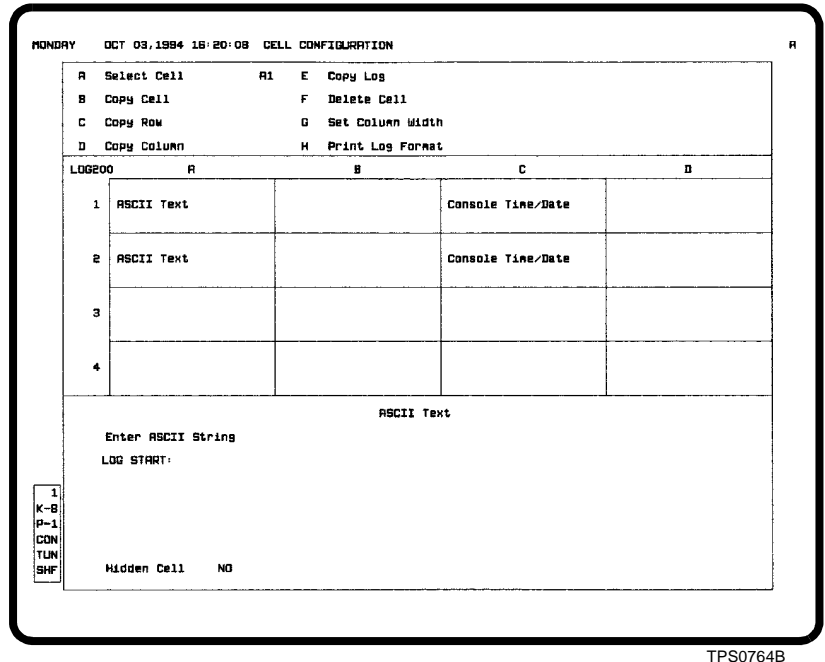 MONDAY OCT 03,1994 16:20:08 CELL CONFIGURATION A
A Select Cell A1 E Copy Log
B Copy Cell F Delete Cell
C Copy Row G Set Column Width
D Copy Column H Print Log Format
LOG200 A B C D
1 ASCII Text Console Time/Date
2 ASCII Text Console Time/Date
3
4
ASCII Text
Enter ASCII String
LOG START:
1
K-8
P-1
CON
TUN
SHF
Hidden Cell NO
TPS0764B